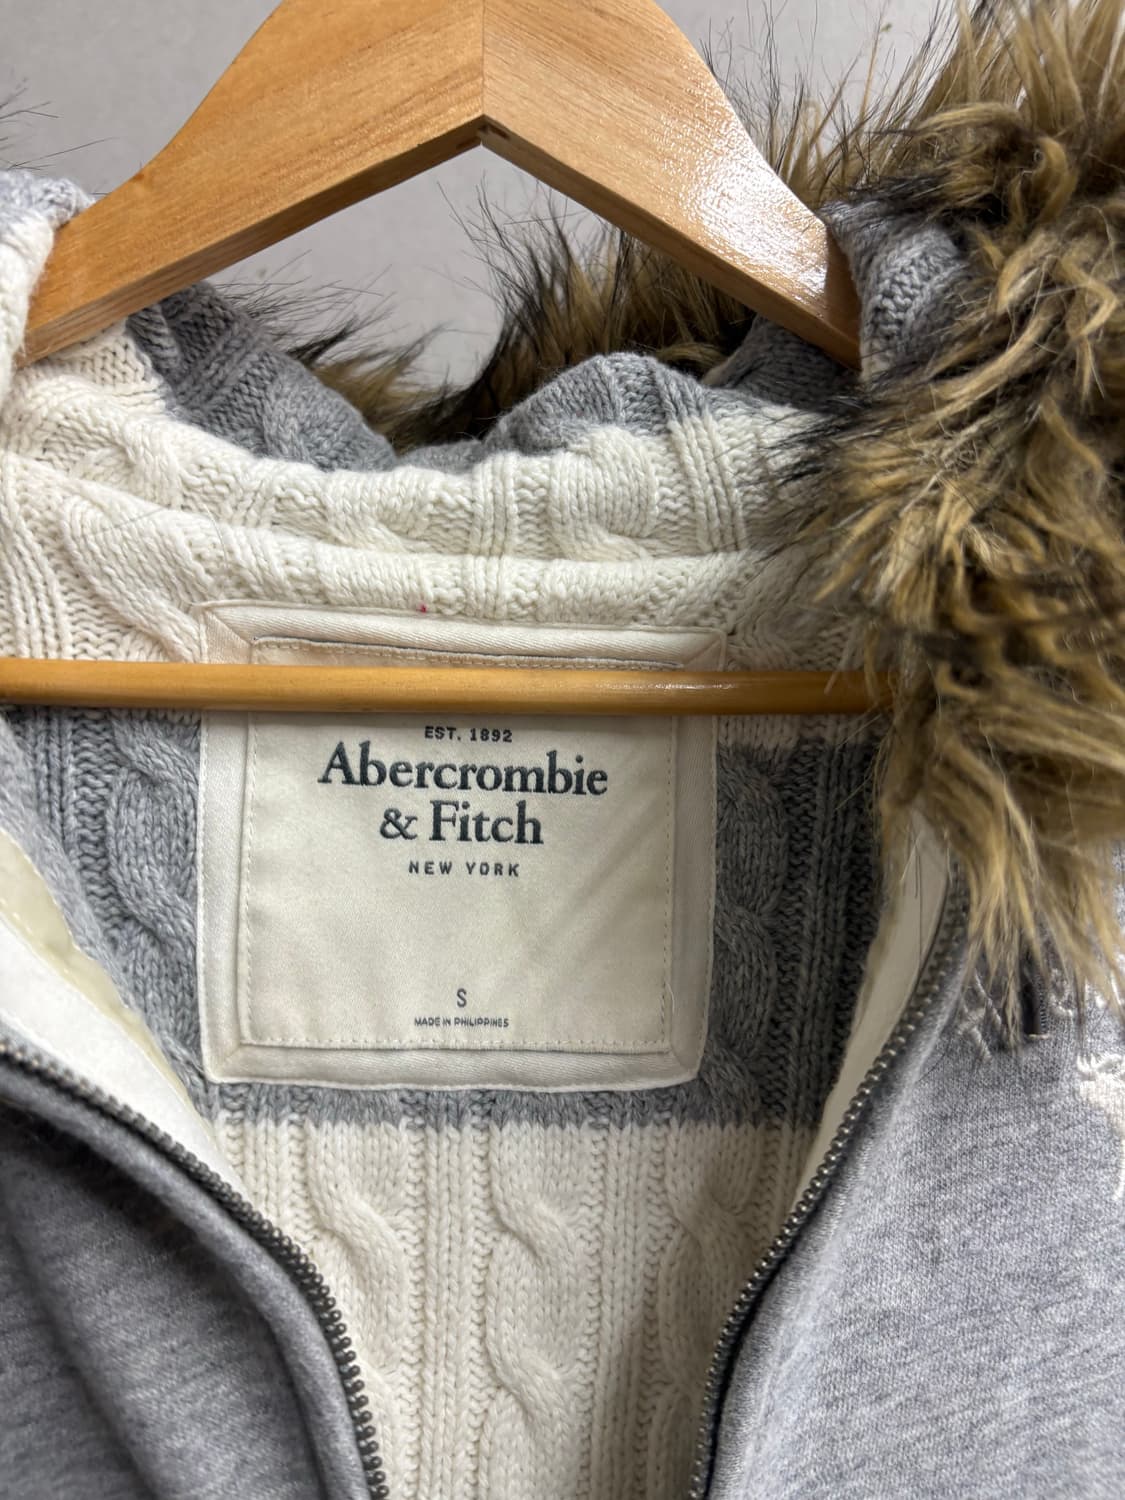 EST. 1892
Abercrombie
& Fitch
NEW YORK
S
MADE IN PHILIPPINES